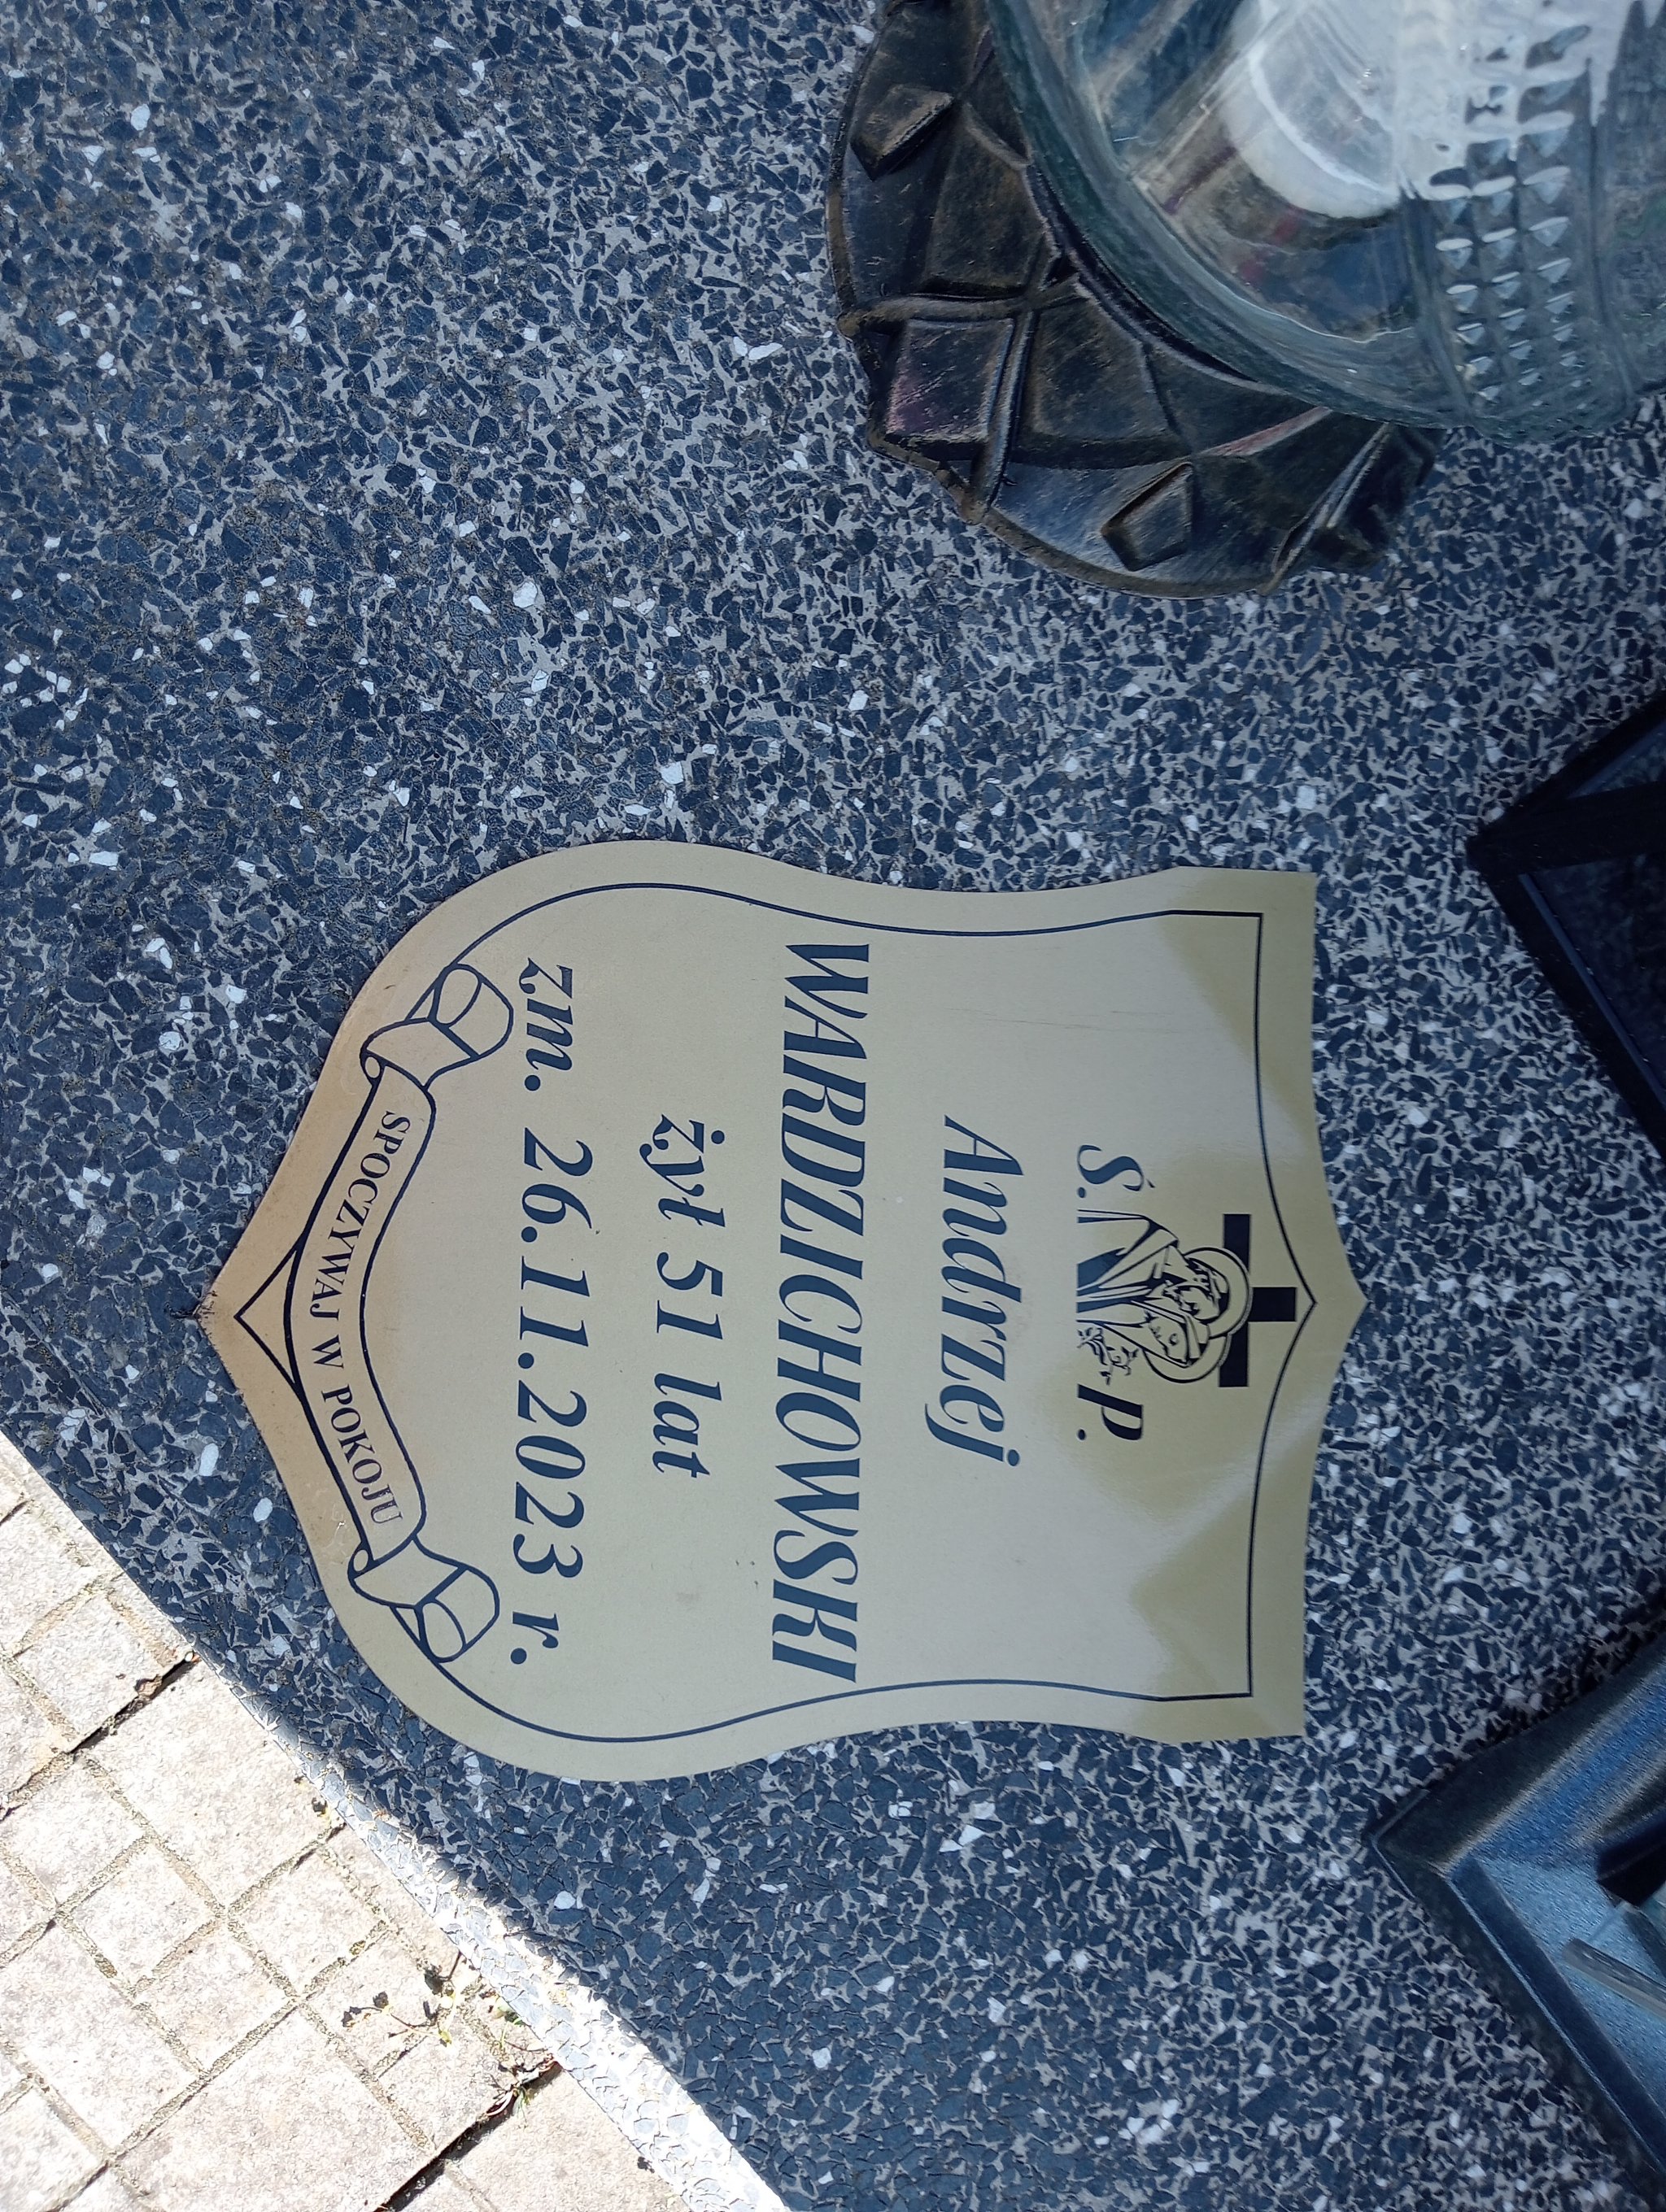 Ś. P.
Andrzej
WARDZICHOWSKI
żył 51 lat
zm. 26.11.2023 r.
SPOCZYWAJ W POKOJU